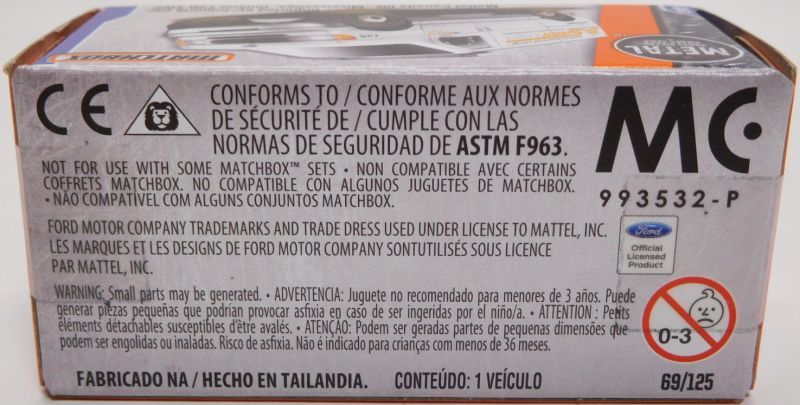 METAL
MATCHBOX
CE
CONFORMS TO / CONFORME AUX NORMES
DE SÉCURITÉ DE / CUMPLE CON LAS
NORMAS DE SEGURIDAD DE ASTM F963.
MC
993532-P
NOT FOR USE WITH SOME MATCHBOX™ SETS • NON COMPATIBLE AVEC CERTAINS
COFFRETS MATCHBOX. NO COMPATIBLE CON ALGUNOS JUGUETES DE MATCHBOX.
• NÃO COMPATÍVEL COM ALGUNS CONJUNTOS MATCHBOX.
FORD MOTOR COMPANY TRADEMARKS AND TRADE DRESS USED UNDER LICENSE TO MATTEL, INC.
LES MARQUES ET LES DESIGNS DE FORD MOTOR COMPANY SONTUTILISÉS SOUS LICENCE
PAR MATTEL, INC.
Ford
Official
Licensed
Product
WARNING: Small parts may be generated. • ADVERTENCIA: Juguete no recomendado para menores de 3 años. Puede
generar piezas pequeñas que podrían provocar asfixia en caso de ser ingeridas por el niño/a. • ATTENTION : Petits
éléments détachables susceptibles d'être avalés. • ATENÇÃO: Podem ser geradas partes de pequenas dimensões que
podem ser engolidas ou inaladas. Risco de asfixia. Não é indicado para crianças com menos de 36 meses.
0-3
FABRICADO NA / HECHO EN TAILANDIA. CONTEÚDO: 1 VEÍCULO
69/125